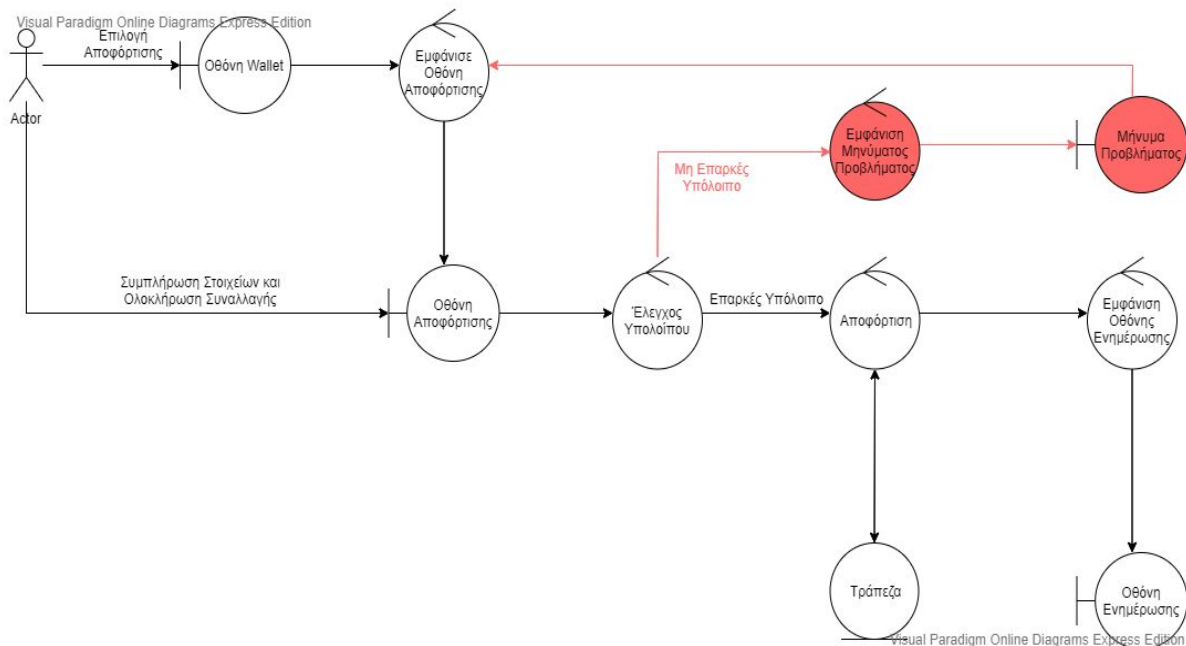 Visual Paradigm Online Diagrams Express Edition
Επιλογή
Αποφόρτισης
Οθόνη Wallet
Εμφάνισε
Οθόνη
Αποφόρτισης
Actor
Εμφάνιση
Μηνύματος
Προβλήματος
Μήνυμα
Προβλήματος
Μη Επαρκές
Υπόλοιπο
Συμπλήρωση Στοιχείων και
Ολοκλήρωση Συναλλαγής
Οθόνη
Αποφόρτισης
Έλεγχος
Υπολοίπου
Επαρκές Υπόλοιπο
Αποφόρτιση
Εμφάνιση
Οθόνης
Ενημέρωσης
Τράπεζα
Οθόνη
Ενημέρωσης
Visual Paradigm Online Diagrams Express Edition